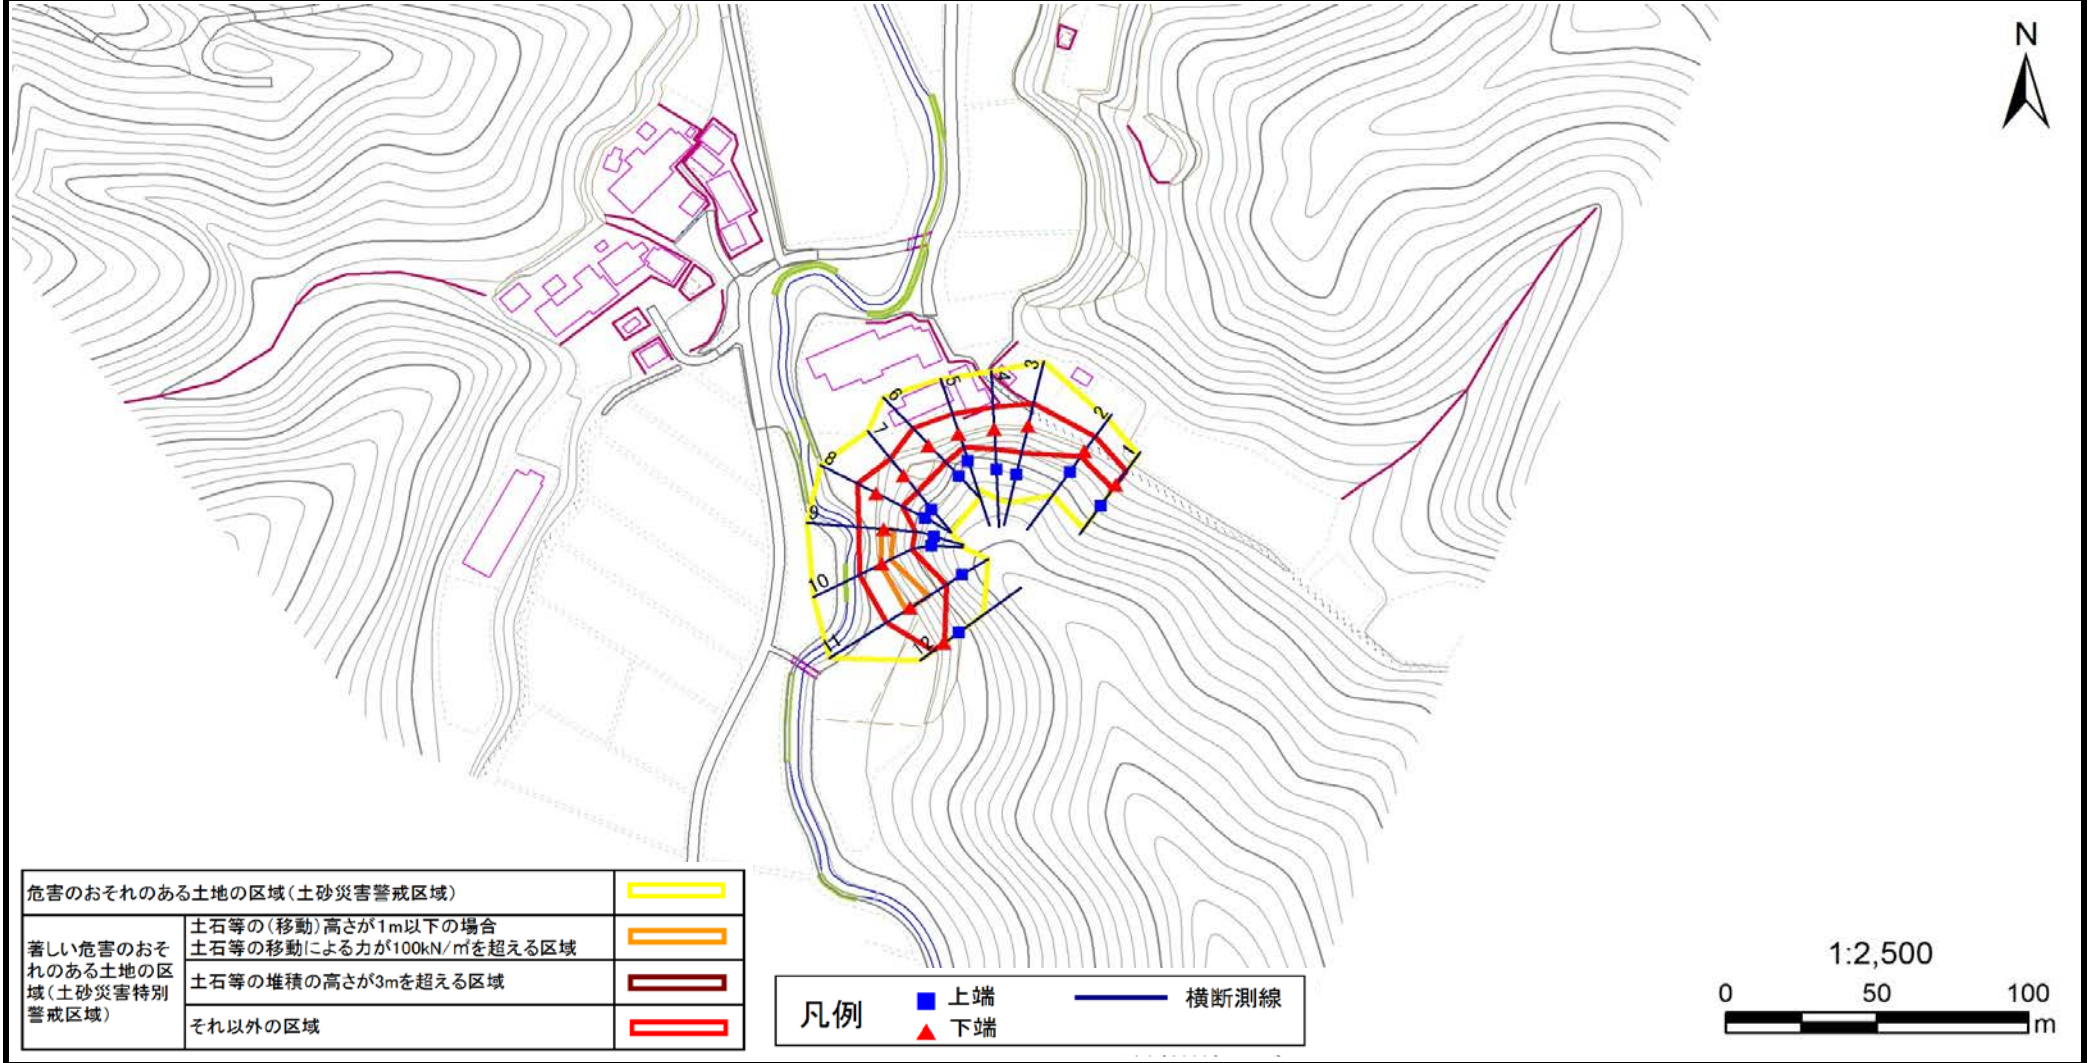 N
3
4
5
6
2
7
1
8
9
10
11
12
危害のおそれのある土地の区域(土砂災害警戒区域)
著しい危害のおそ
れのある土地の区
域(土砂災害特別
警戒区域)
土石等の(移動)高さが1m以下の場合
土石等の移動による力が100kN/㎡を超える区域
土石等の堆積の高さが3mを超える区域
それ以外の区域
凡例
上端
下端
横断測線
1:2,500
0 50 100
m